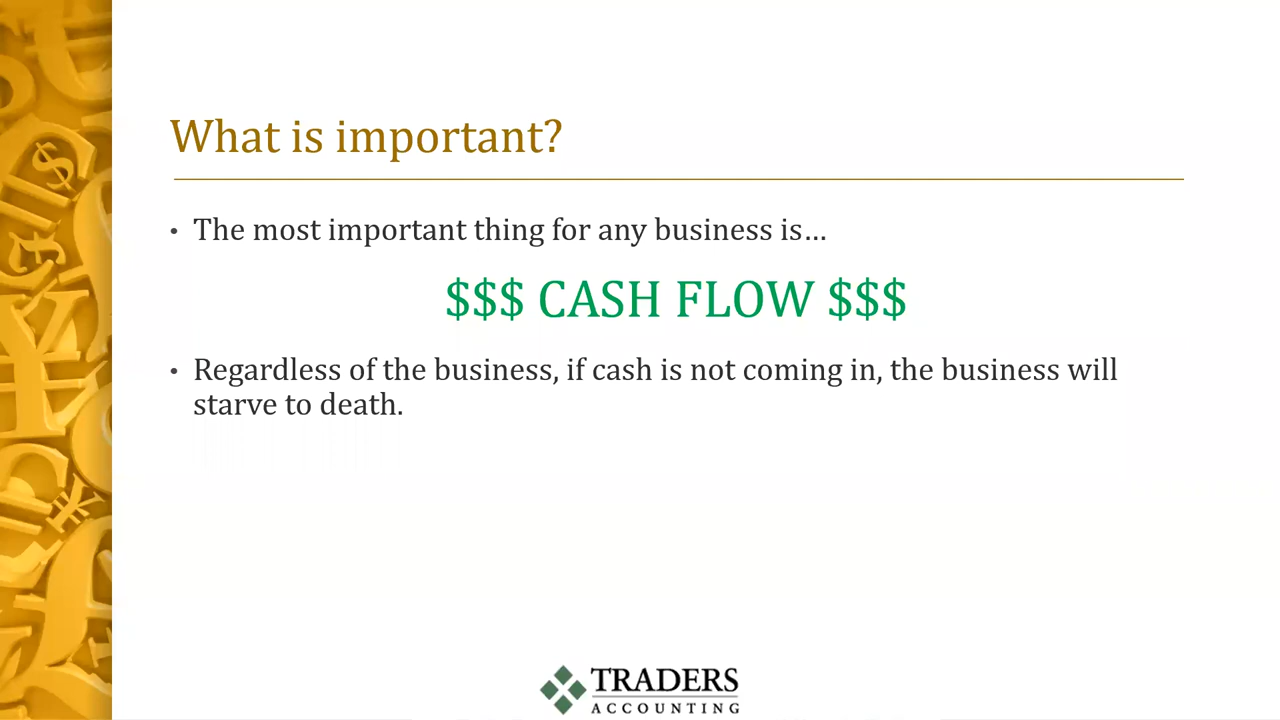 What is important?
• The most important thing for any business is…
$$$ CASH FLOW $$$
• Regardless of the business, if cash is not coming in, the business will
starve to death.
TRADERS
ACCOUNTING